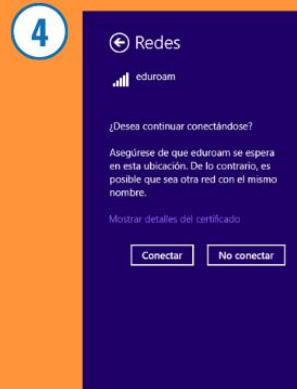 4
Redes
eduroam
¿Desea continuar conectándose?
Asegúrese de que eduroam se espera
en esta ubicación. De lo contrario, es
posible que sea otra red con el mismo
nombre.
Mostrar detalles del certificado
Conectar
No conectar